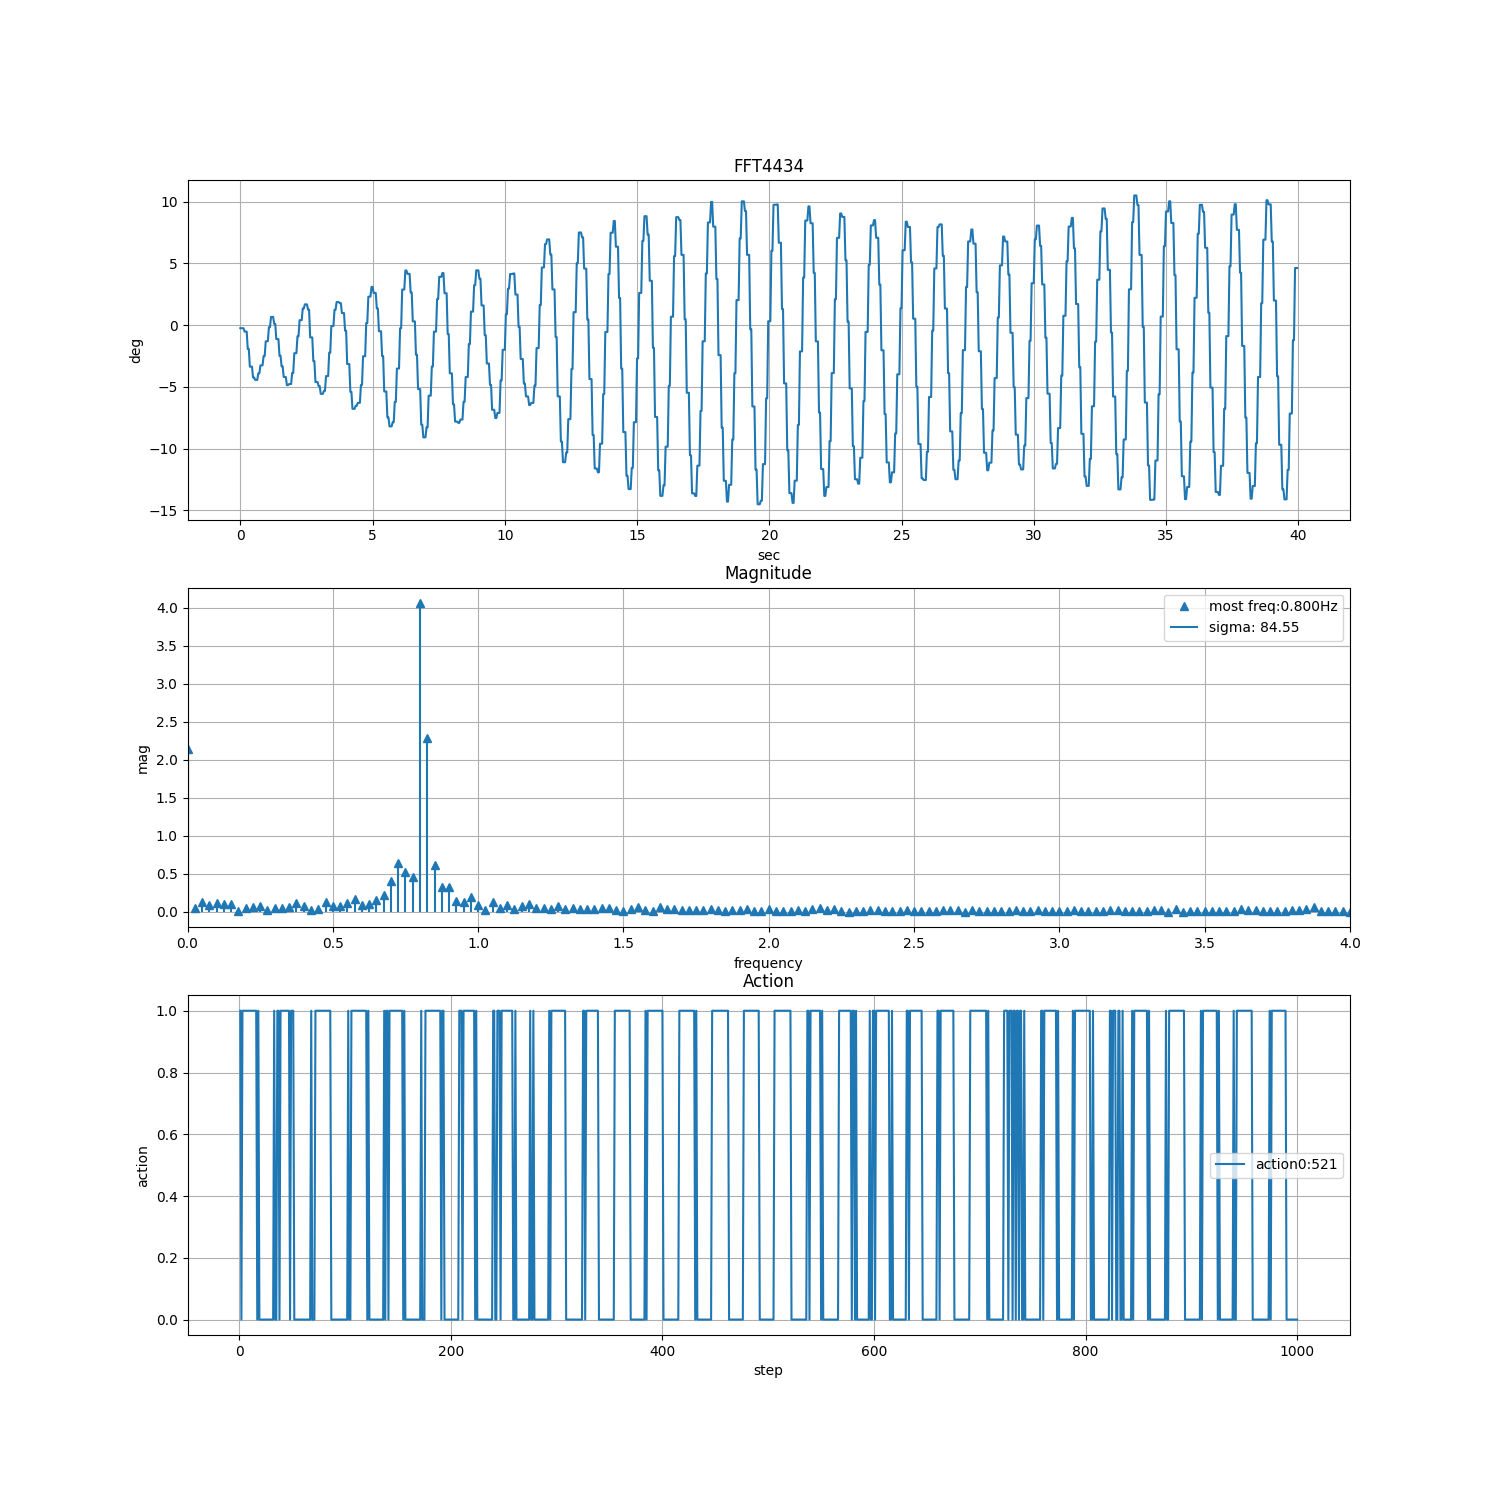 FFT4434
10
5
0
−5
−10
−15
deg
0 5 10 15 20 25 30 35 40
sec
Magnitude
most freq:0.800Hz
sigma: 84.55
4.0
3.5
3.0
2.5
2.0
1.5
1.0
0.5
0.0
mag
0.0 0.5 1.0 1.5 2.0 2.5 3.0 3.5 4.0
frequency
Action
1.0
0.8
0.6
0.4
0.2
0.0
action
action0:521
0 200 400 600 800 1000
step